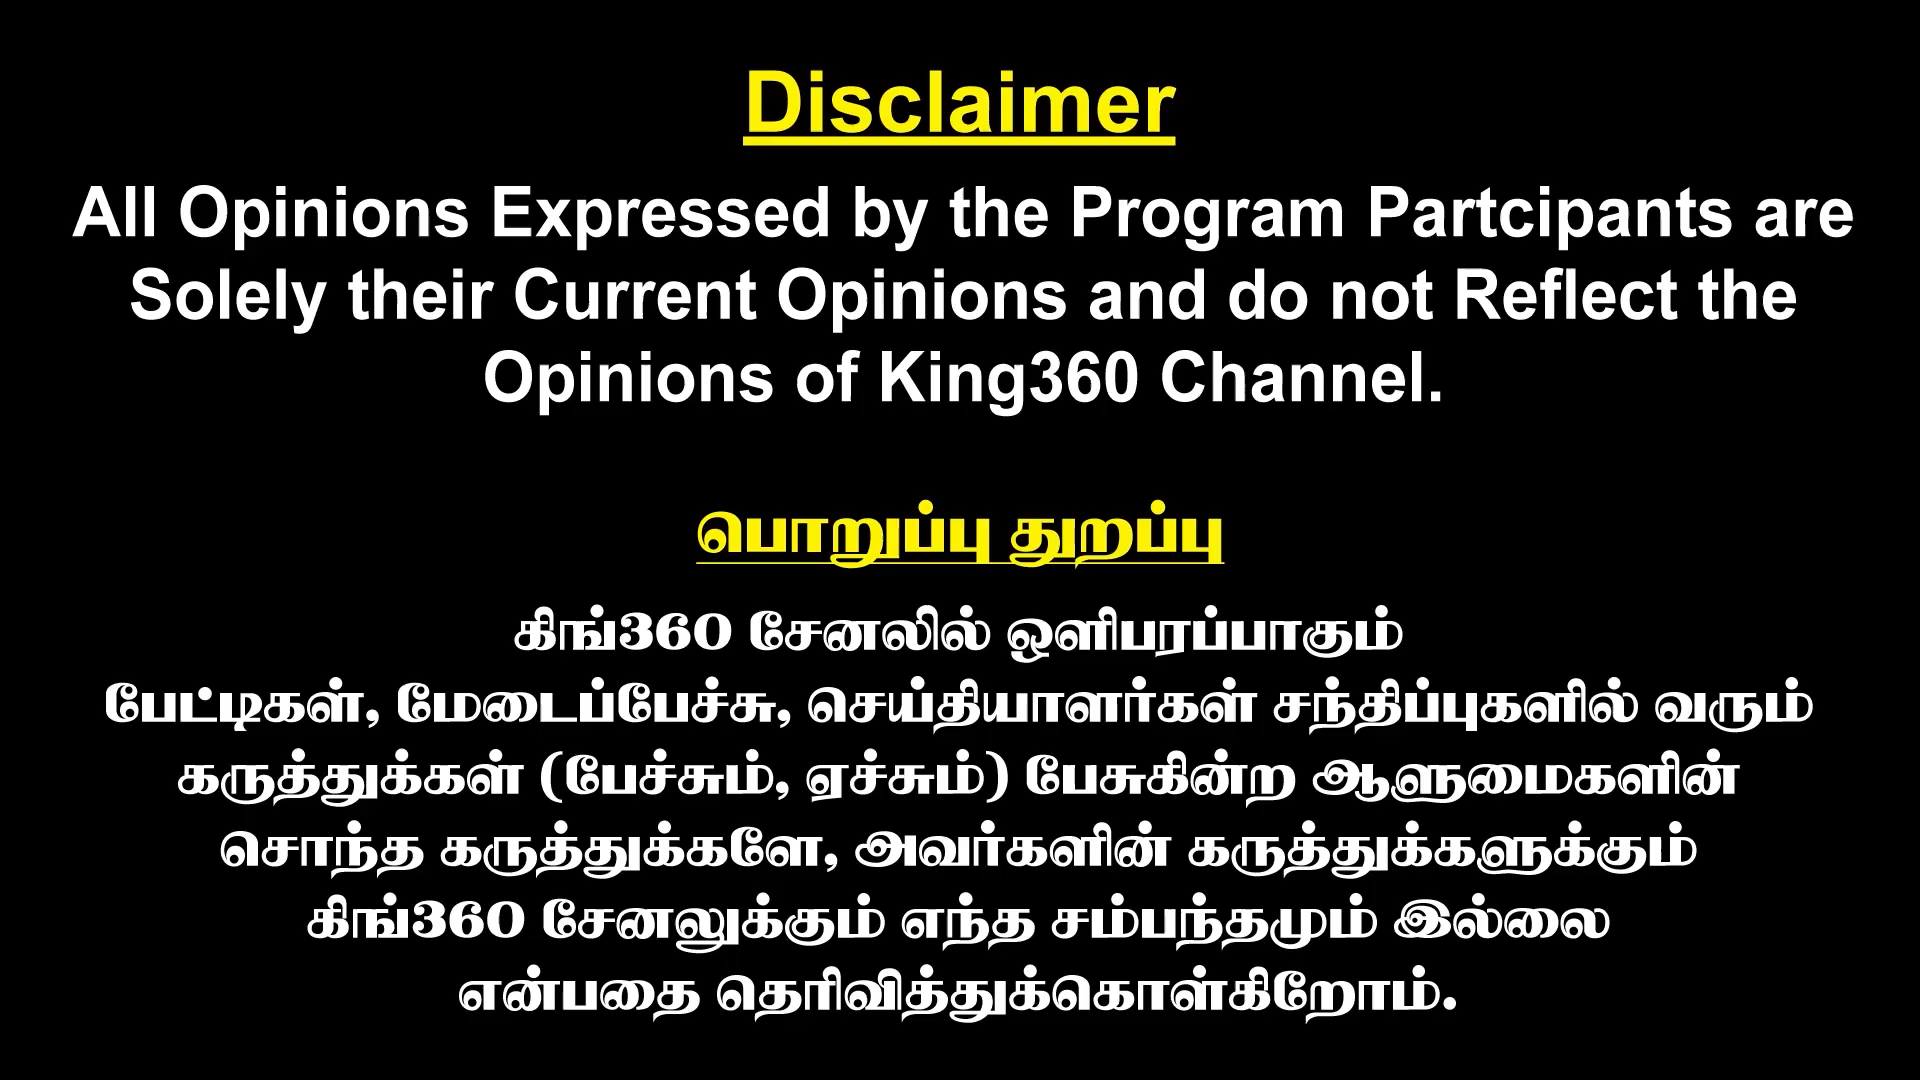 Disclaimer
All Opinions Expressed by the Program Partcipants are
Solely their Current Opinions and do not Reflect the
Opinions of King360 Channel.
பொறுப்பு துறப்பு
கிங்360 சேனலில் ஒளிபரப்பாகும்
பேட்டிகள், மேடைப்பேச்சு, செய்தியாளர்கள் சந்திப்புகளில் வரும்
கருத்துக்கள் (பேச்சும், ஏச்சும்) பேசுகின்ற ஆளுமைகளின்
சொந்த கருத்துக்களே, அவர்களின் கருத்துக்களுக்கும்
கிங்360 சேனலுக்கும் எந்த சம்பந்தமும் இல்லை
என்பதை தெரிவித்துக்கொள்கிறோம்.